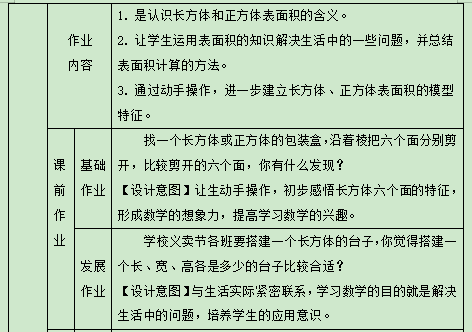 作业
内容
1. 是认识长方体和正方体表面积的含义。
2. 让学生运用表面积的知识解决生活中的一些问题，并总结
表面积计算的方法。
3. 通过动手操作，进一步建立长方体、正方体表面积的模型
特征。
课
前
作
业
基础
作业
找一个长方体或正方体的包装盒，沿着棱把六个面分别剪
开，比较剪开的六个面，你有什么发现？
【设计意图】让生动手操作，初步感悟长方体六个面的特征，
形成数学的想象力，提高学习数学的兴趣。
发展
作业
学校义卖节各班要搭建一个长方体的台子，你觉得搭建一
个长、宽、高各是多少的台子比较合适？
【设计意图】与生活实际紧密联系，学习数学的目的就是解决
生活中的问题，培养学生的应用意识。